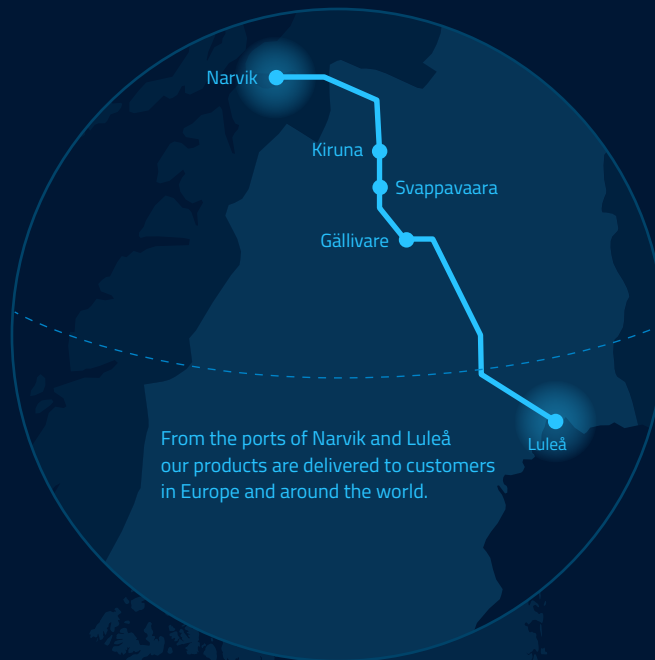 Narvik
Kiruna
Svappavaara
Gällivare
From the ports of Narvik and Luleå
our products are delivered to customers
in Europe and around the world.
Luleå